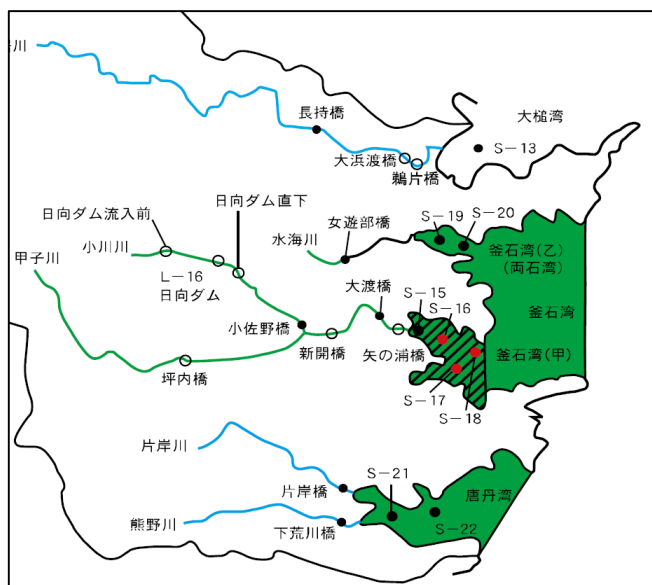 川
長持橋
大槌湾
S-13
大浜渡橋
鵜片橋
日向ダム直下
日向ダム流入前
小川川
甲子川
水海川
女遊部橋
S-19
S-20
釜石湾(乙)
(両石湾)
L-16
日向ダム
大渡橋
S-15
S-16
釜石湾
小佐野橋
新開橋
矢の浦橋
釜石湾(甲)
坪内橋
S-17
S-18
片岸川
片岸橋
S-21
唐丹湾
熊野川
下荒川橋
S-22